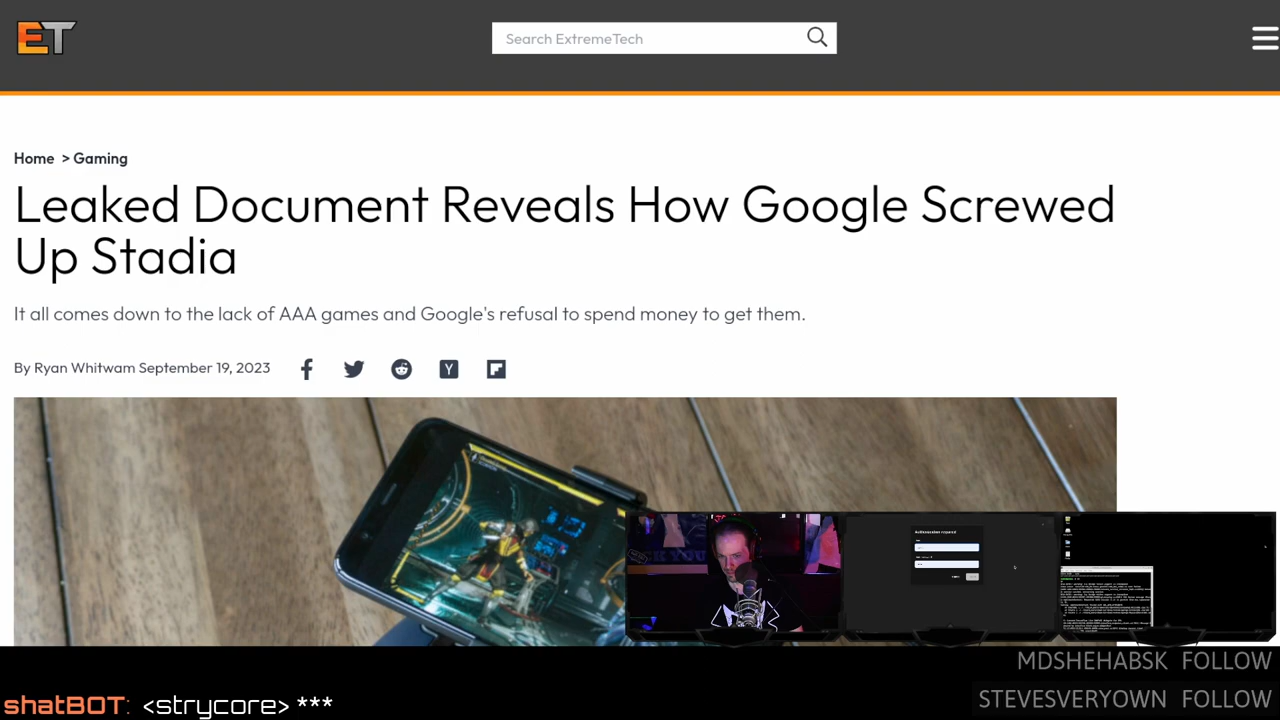 ET
Search ExtremeTech
Home > Gaming
Leaked Document Reveals How Google Screwed
Up Stadia
It all comes down to the lack of AAA games and Google's refusal to spend money to get them.
By Ryan Whitwam September 19, 2023
MDSHEHABSK FOLLOW
STEVESVERYOWN FOLLOW
shatBOT: <strycore> ***